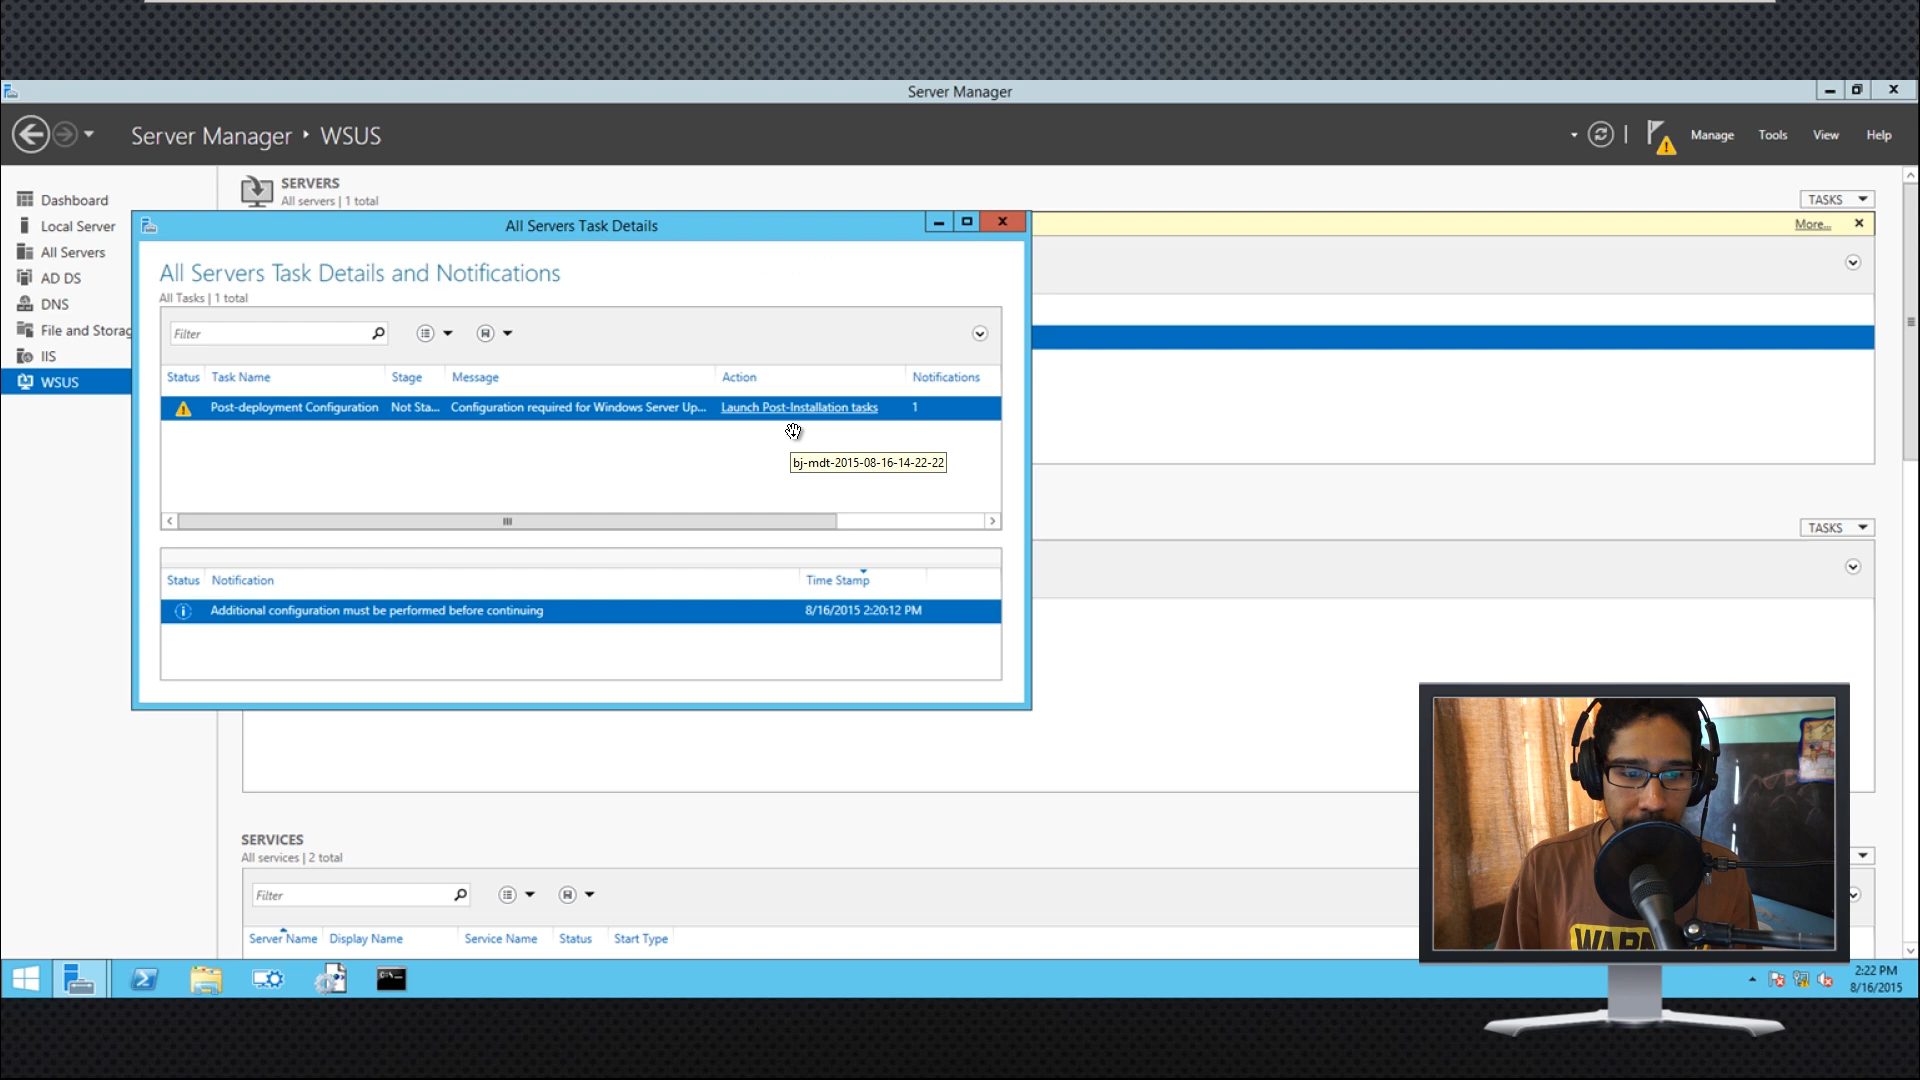 Server Manager
Server Manager ‣ WSUS
Manage Tools View Help
Dashboard
Local Server
All Servers
AD DS
DNS
File and Storag
IIS
WSUS
SERVERS
All servers | 1 total
TASKS
More...
All Servers Task Details
All Servers Task Details and Notifications
All Tasks | 1 total
Filter
Status Task Name Stage Message Action Notifications
Post-deployment Configuration Not Sta... Configuration required for Windows Server Up... Launch Post-Installation tasks 1
bj-mdt-2015-08-16-14-22-22
Status Notification Time Stamp
Additional configuration must be performed before continuing 8/16/2015 2:20:12 PM
TASKS
SERVICES
All services | 2 total
Filter
Server Name Display Name Service Name Status Start Type
2:22 PM
8/16/2015